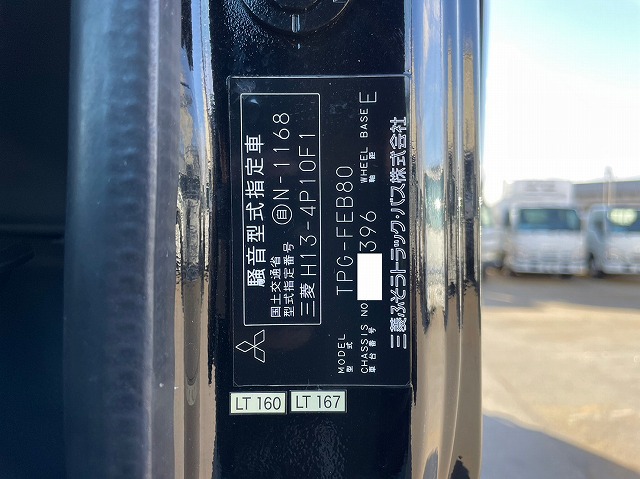 騒音型式指定車
国土交通省
型式指定番号 自N-1168
三菱 H13-4P10F1
MODEL
型式 TPG-FEB80
CHASSIS NO 396 WHEEL BASE E
車台番号 軸距
三菱ふそうトラック・バス株式会社
LT 160
LT 167